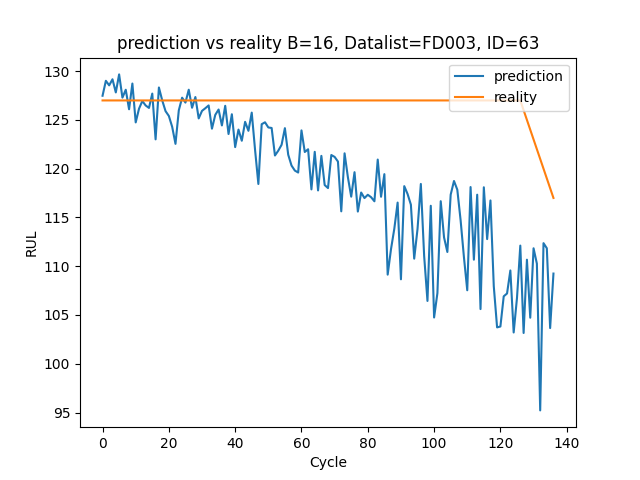 prediction vs reality B=16, Datalist=FD003, ID=63
prediction
reality
RUL
130
125
120
115
110
105
100
95
0 20 40 60 80 100 120 140
Cycle